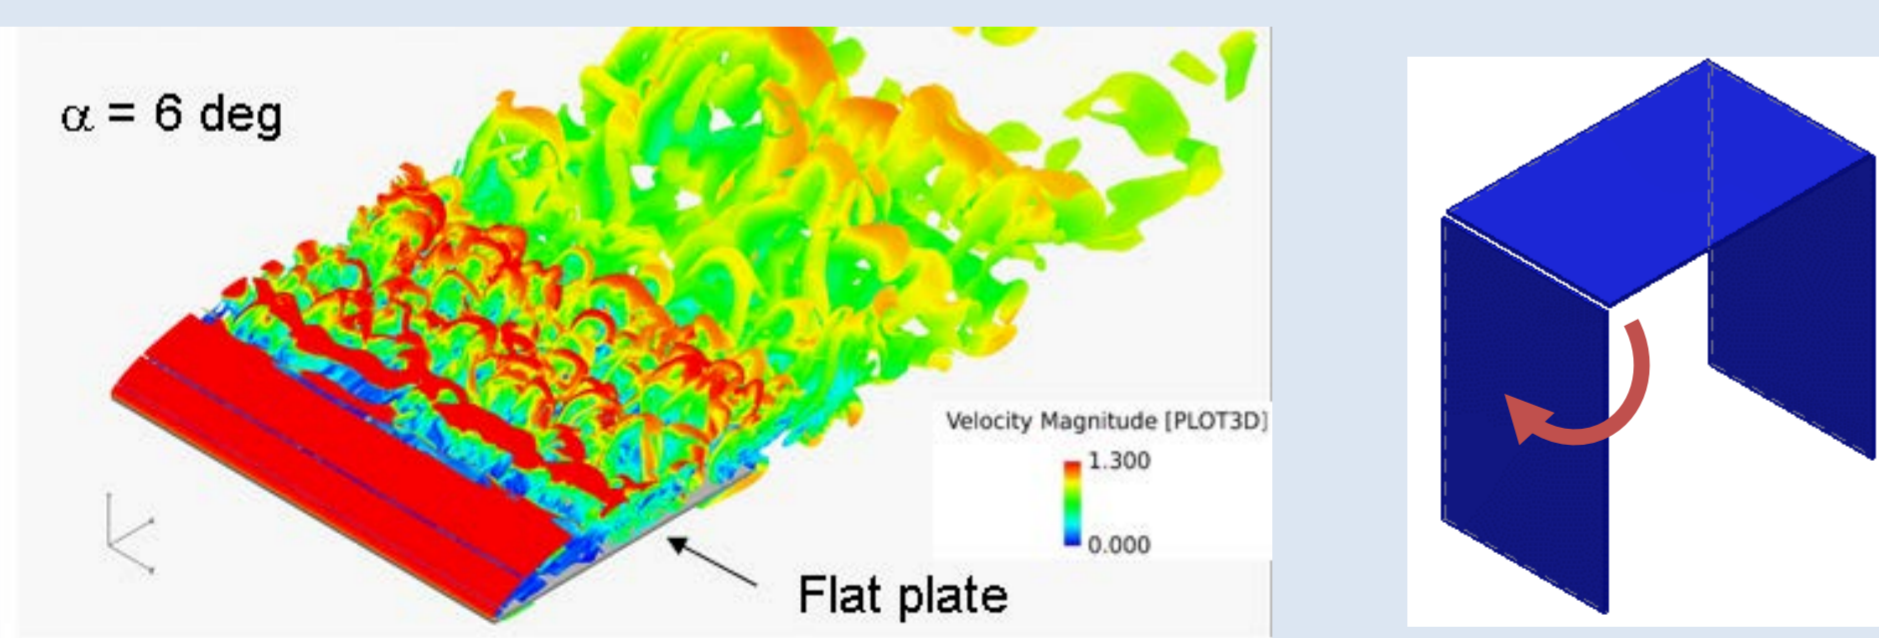 α = 6 deg
Velocity Magnitude [PLOT3D]
1.300
0.000
Flat plate